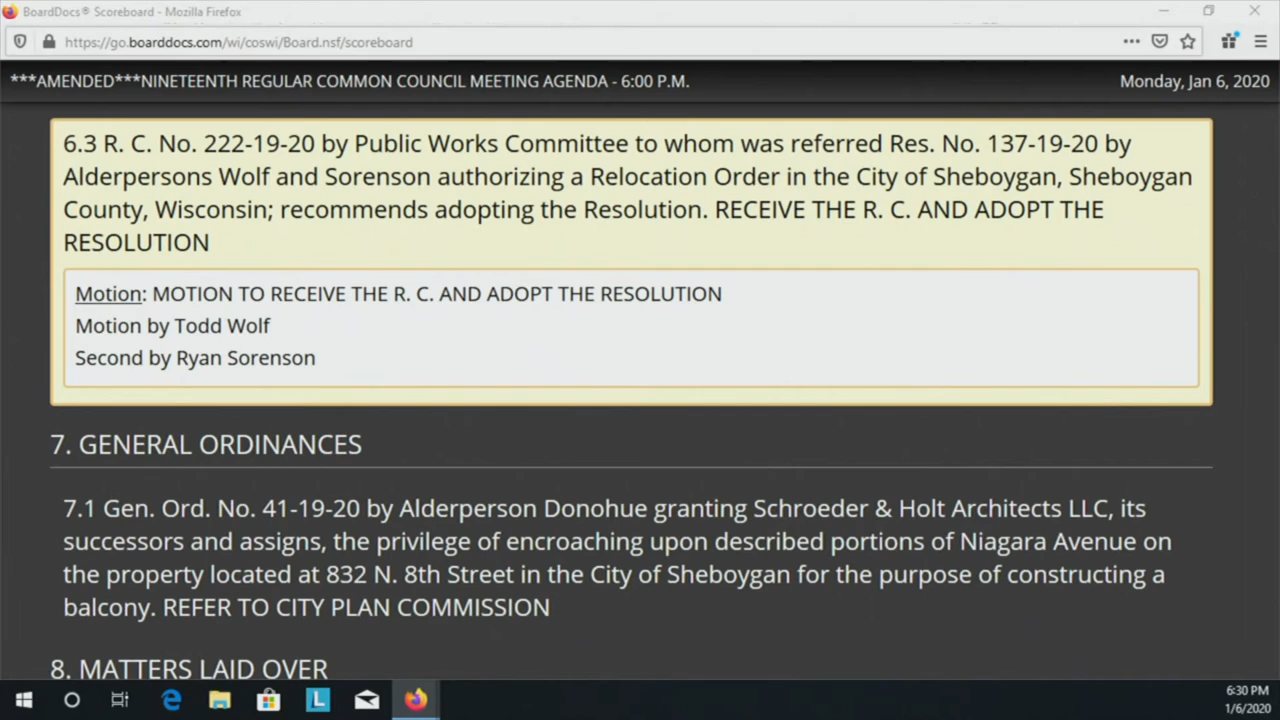 BoardDocs® Scoreboard - Mozilla Firefox
https://go.boarddocs.com/wi/coswi/Board.nsf/scoreboard
***AMENDED***NINETEENTH REGULAR COMMON COUNCIL MEETING AGENDA - 6:00 P.M. Monday, Jan 6, 2020
6.3 R. C. No. 222-19-20 by Public Works Committee to whom was referred Res. No. 137-19-20 by
Alderpersons Wolf and Sorenson authorizing a Relocation Order in the City of Sheboygan, Sheboygan
County, Wisconsin; recommends adopting the Resolution. RECEIVE THE R. C. AND ADOPT THE
RESOLUTION
Motion: MOTION TO RECEIVE THE R. C. AND ADOPT THE RESOLUTION
Motion by Todd Wolf
Second by Ryan Sorenson
7. GENERAL ORDINANCES
7.1 Gen. Ord. No. 41-19-20 by Alderperson Donohue granting Schroeder & Holt Architects LLC, its
successors and assigns, the privilege of encroaching upon described portions of Niagara Avenue on
the property located at 832 N. 8th Street in the City of Sheboygan for the purpose of constructing a
balcony. REFER TO CITY PLAN COMMISSION
8. MATTERS LAID OVER
L
6:30 PM
1/6/2020